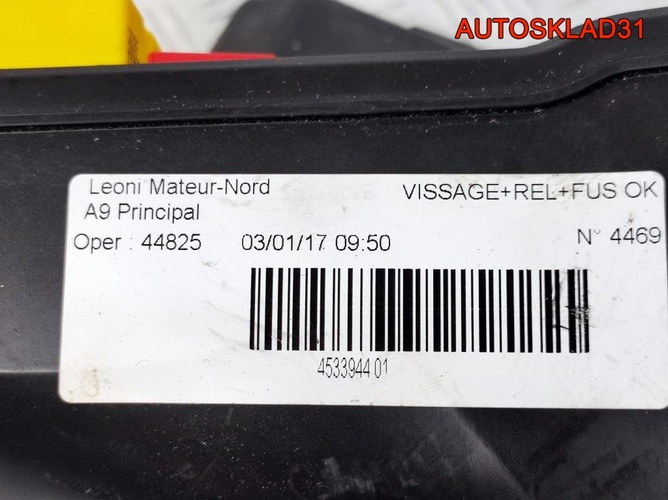 AUTOSKLAD31
Leoni Mateur-Nord VISSAGE+REL+FUS OK
A9 Principal
Oper : 44825 03/01/17 09:50 N° 4469
4533944 01